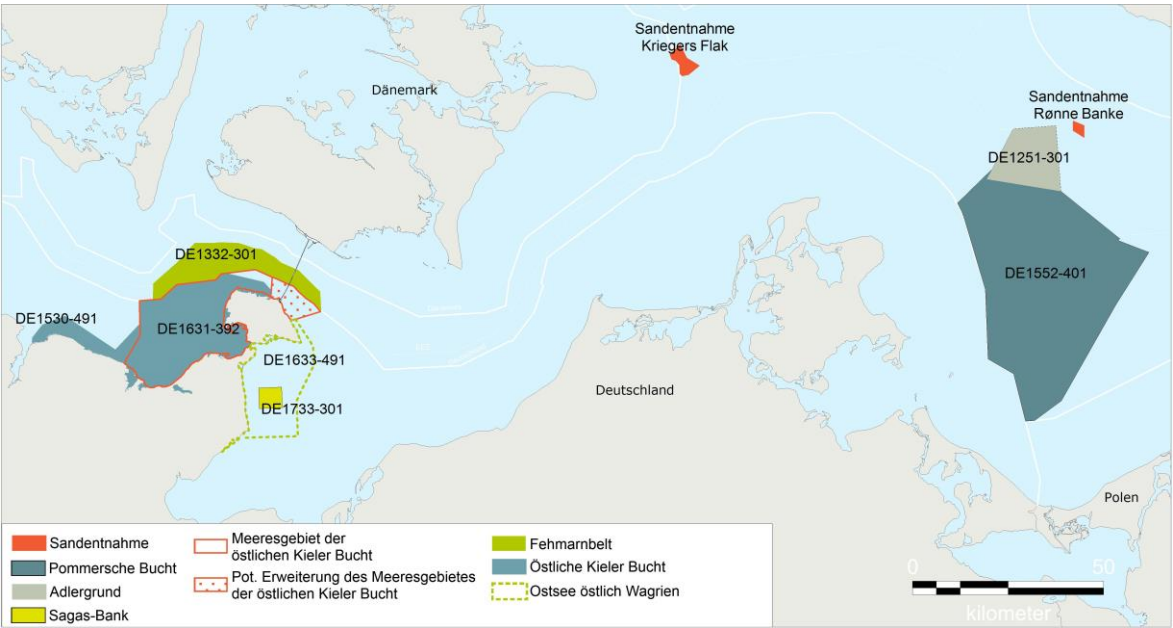 Sandentnahme
Kriegers Flak
Dänemark
Sandentnahme
Rønne Banke
DE1251-301
DE1332-301
DE1552-401
DE1530-491
DE1631-392
DE1633-491
Deutschland
DE1733-301
Polen
Sandentnahme
Pommersche Bucht
Adlergrund
Sagas-Bank
Meeresgebiet der
östlichen Kieler Bucht
Pot. Erweiterung des Meeresgebietes
der östlichen Kieler Bucht
Fehmarnbelt
Östliche Kieler Bucht
Ostsee östlich Wagrien
0
50
kilometer